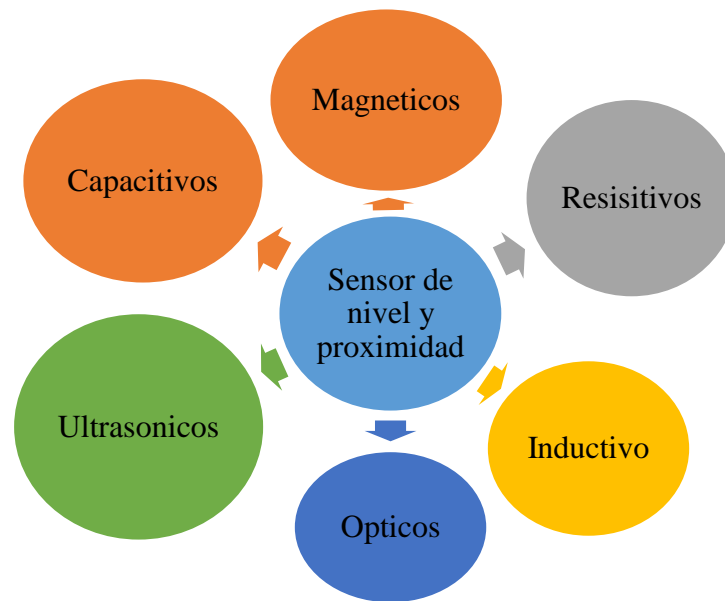 Magneticos
Capacitivos
Resisitivos
Sensor de
nivel y
proximidad
Ultrasonicos
Inductivo
Opticos